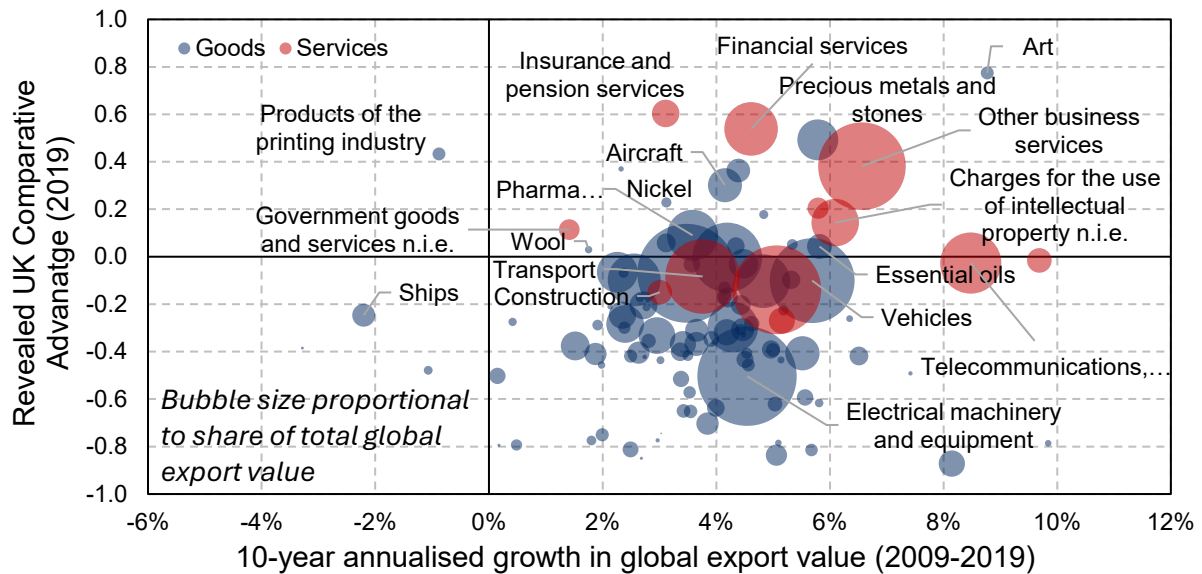 1.0
0.8
0.6
0.4
0.2
0.0
-0.2
-0.4
-0.6
-0.8
-1.0
Revealed UK Comparative
Advanatge (2019)
Goods
Services
Financial services
Art
Insurance and
pension services
Precious metals and
stones
Products of the
printing industry
Other business
services
Aircraft
Pharma…
Nickel
Charges for the use
of intellectual
property n.i.e.
Government goods
and services n.i.e.
Wool
Transport
Construction
Essential oils
Ships
Vehicles
Telecommunications,…
Bubble size proportional
to share of total global
export value
Electrical machinery
and equipment
-6%
-4%
-2%
0%
2%
4%
6%
8%
10%
12%
10-year annualised growth in global export value (2009-2019)